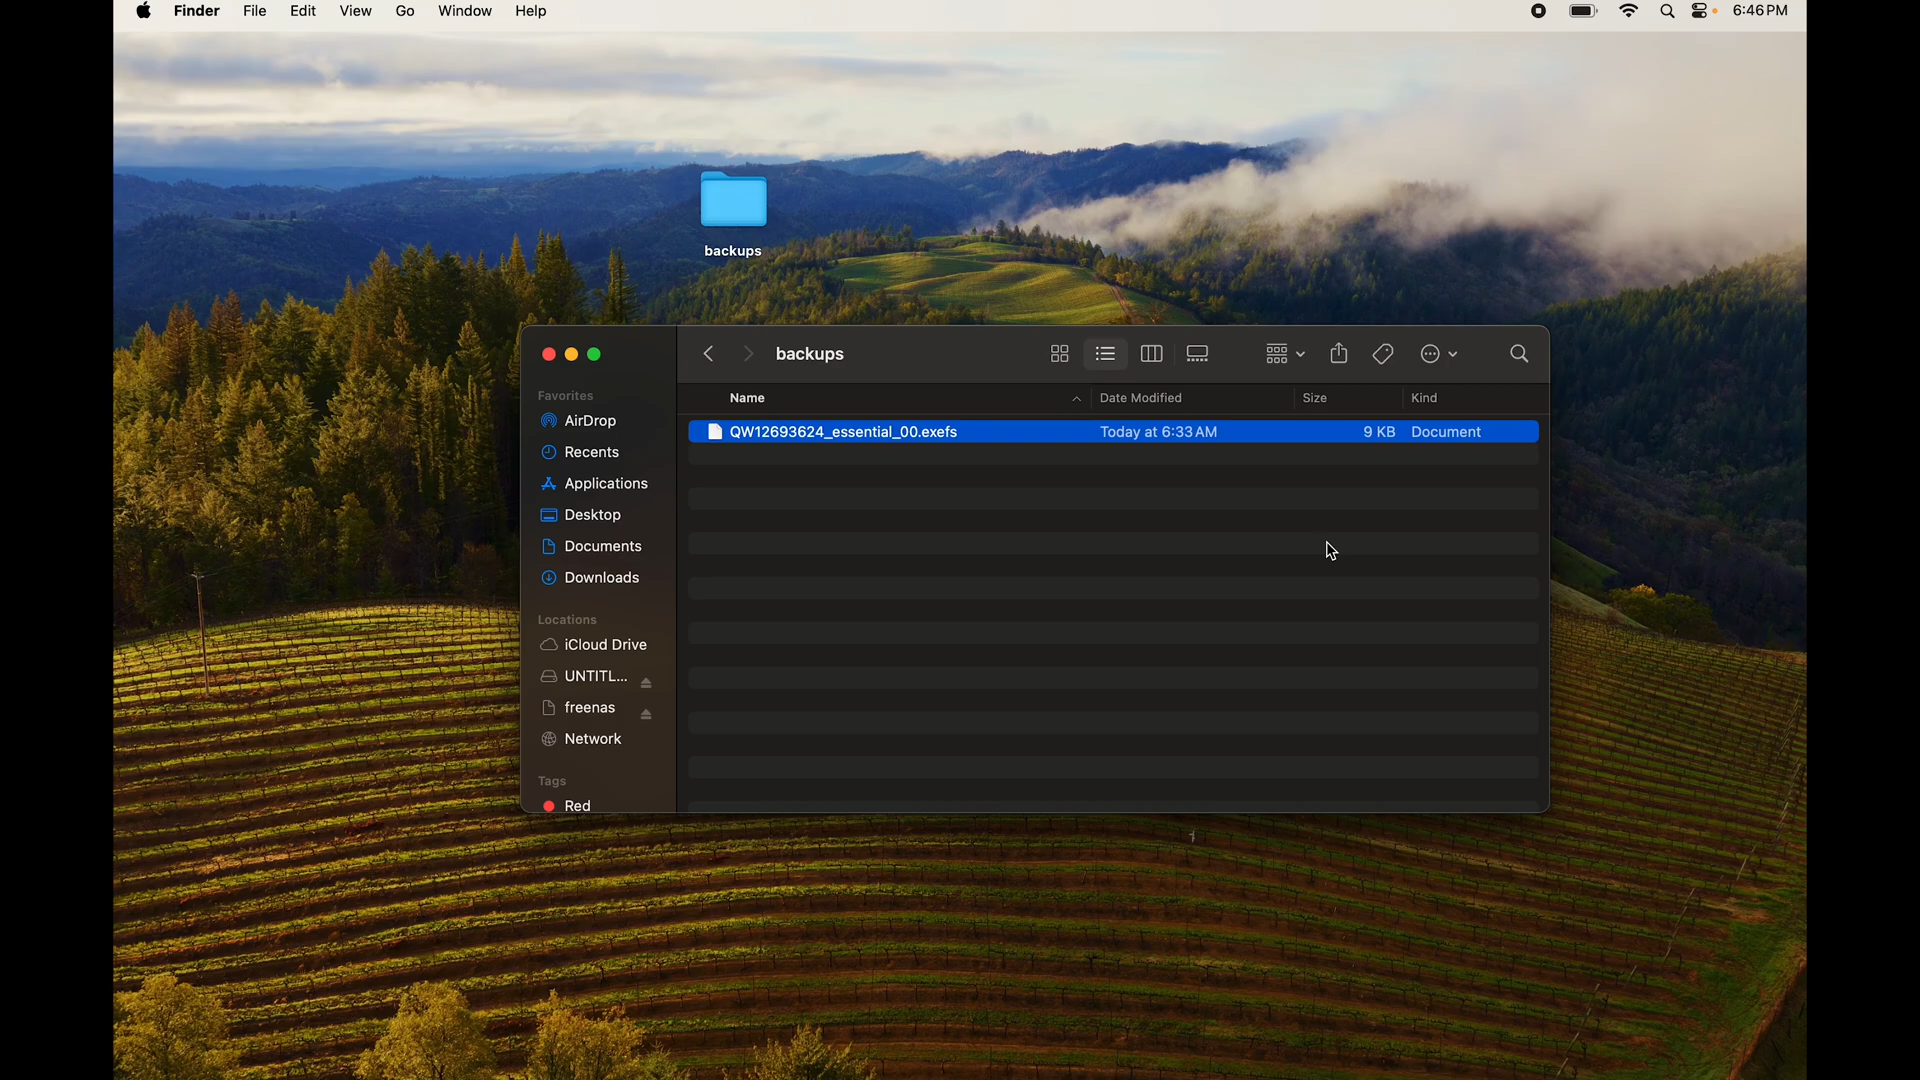 Finder File Edit View Go Window Help 6:46 PM
backups
backups
Favorites
AirDrop
Recents
Applications
Desktop
Documents
Downloads
Locations
iCloud Drive
UNTITL...
freenas
Network
Tags
Red
Name Date Modified Size Kind
QW12693624_essential_00.exefs Today at 6:33 AM 9 KB Document